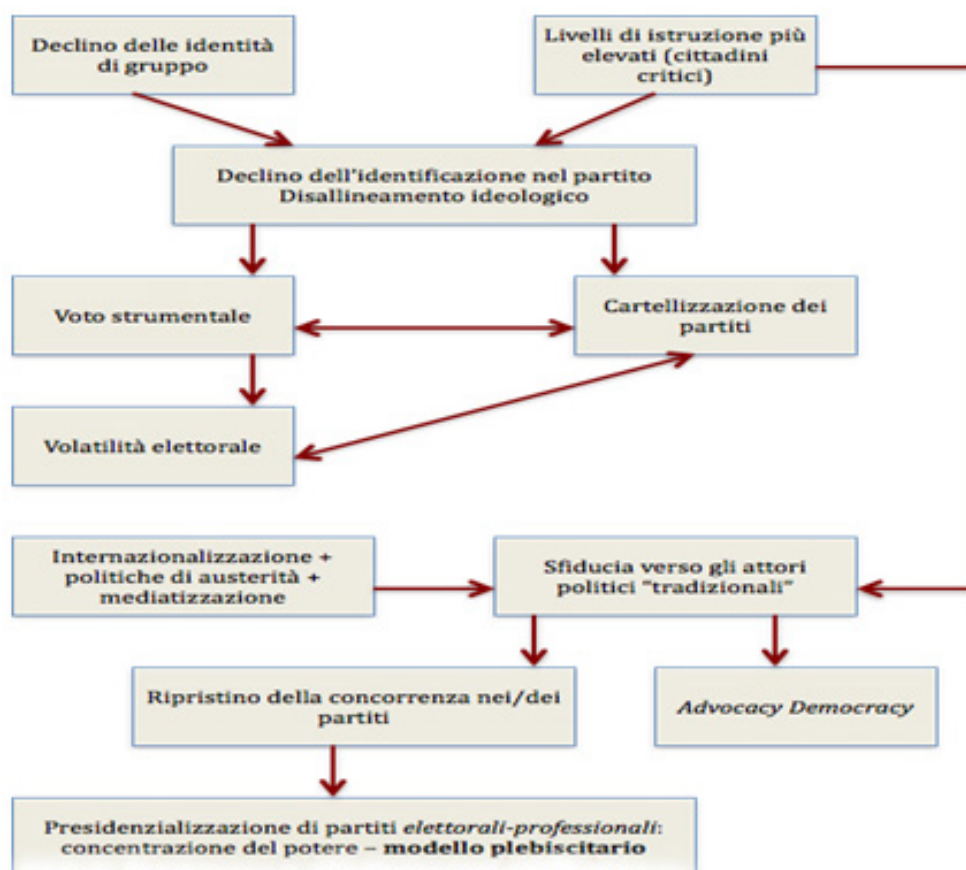 Declino delle identità
di gruppo
Livelli di istruzione più
elevati (cittadini
critici)
Declino dell'identificazione nel partito
Disallineamento ideologico
Voto strumentale
Cartellizzazione dei
partiti
Volatilità elettorale
Internazionalizzazione +
politiche di austerità +
mediatizzazione
Sfiducia verso gli attori
politici "tradizionali"
Ripristino della concorrenza nei/dei
partiti
Advocacy Democracy
Presidenzializzazione di partiti elettorali-professionali:
concentrazione del potere – modello plebiscitario